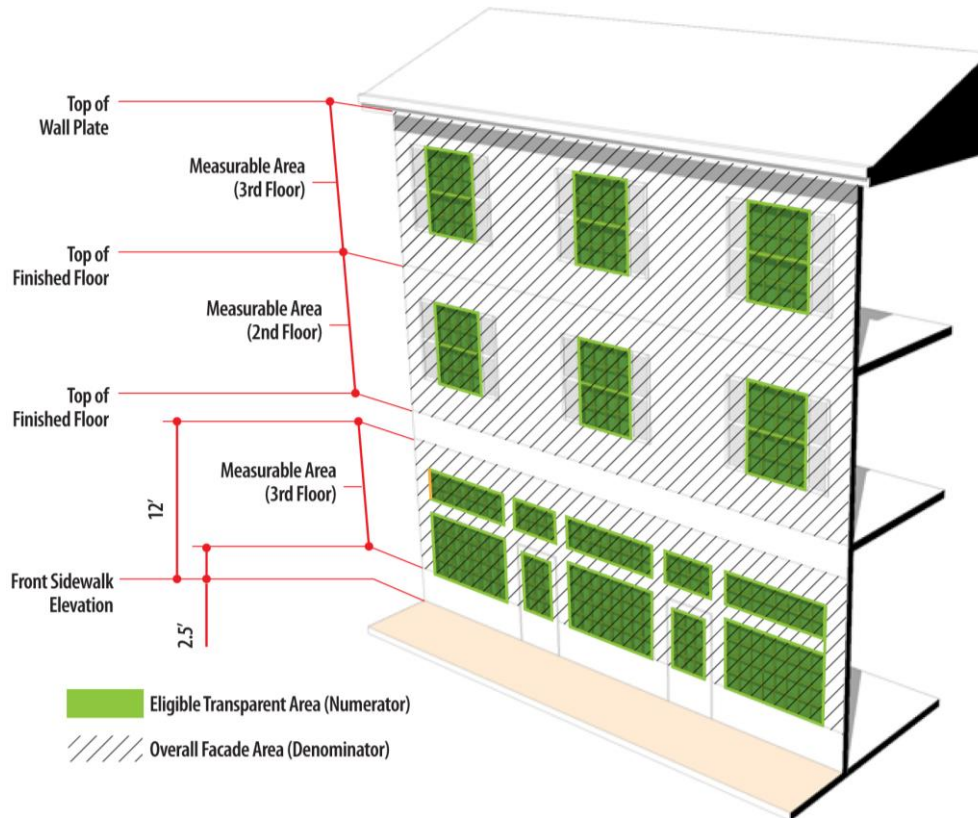 Top of
Wall Plate
Measurable Area
(3rd Floor)
Top of
Finished Floor
Measurable Area
(2nd Floor)
Top of
Finished Floor
Measurable Area
(3rd Floor)
12'
Front Sidewalk
Elevation
2.5'
Eligible Transparent Area (Numerator)
Overall Facade Area (Denominator)